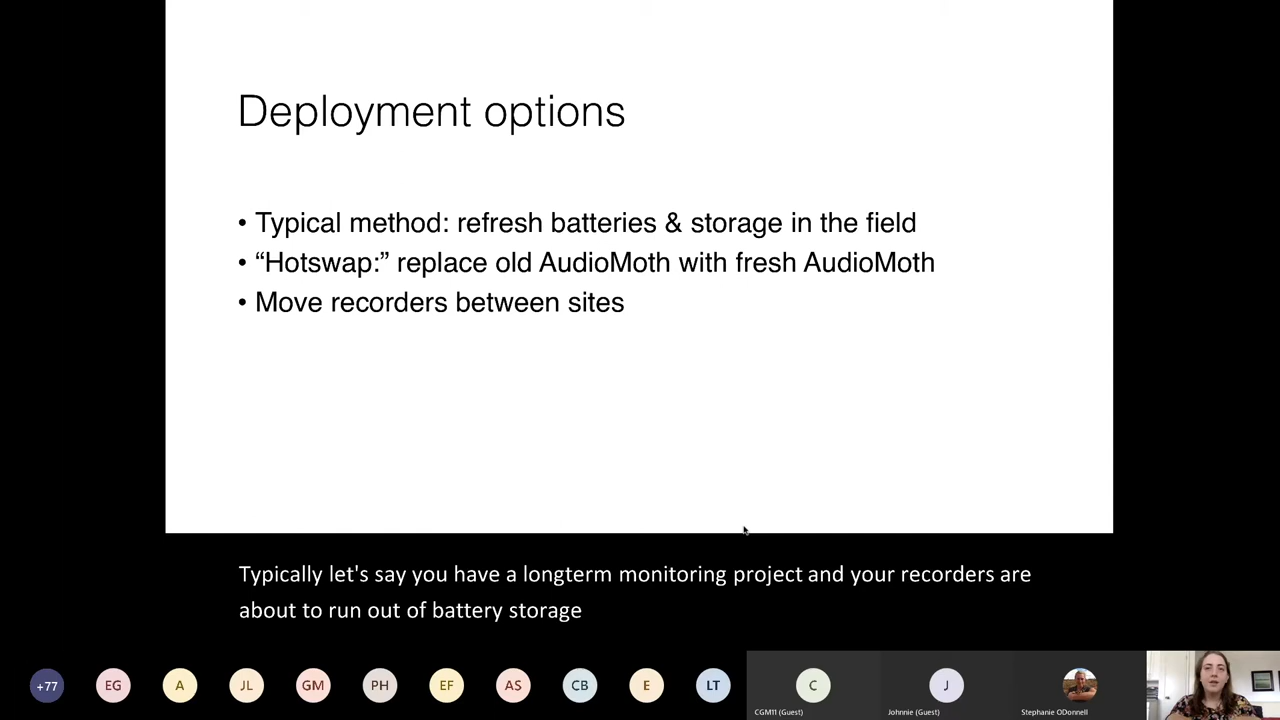 Deployment options
• Typical method: refresh batteries & storage in the field
• “Hotswap:” replace old AudioMoth with fresh AudioMoth
• Move recorders between sites
Typically let's say you have a longterm monitoring project and your recorders are
about to run out of battery storage
+77 EG A JL GM PH EF AS CB E LT C J
CGM11 (Guest) Johnnie (Guest) Stephanie ODonnell